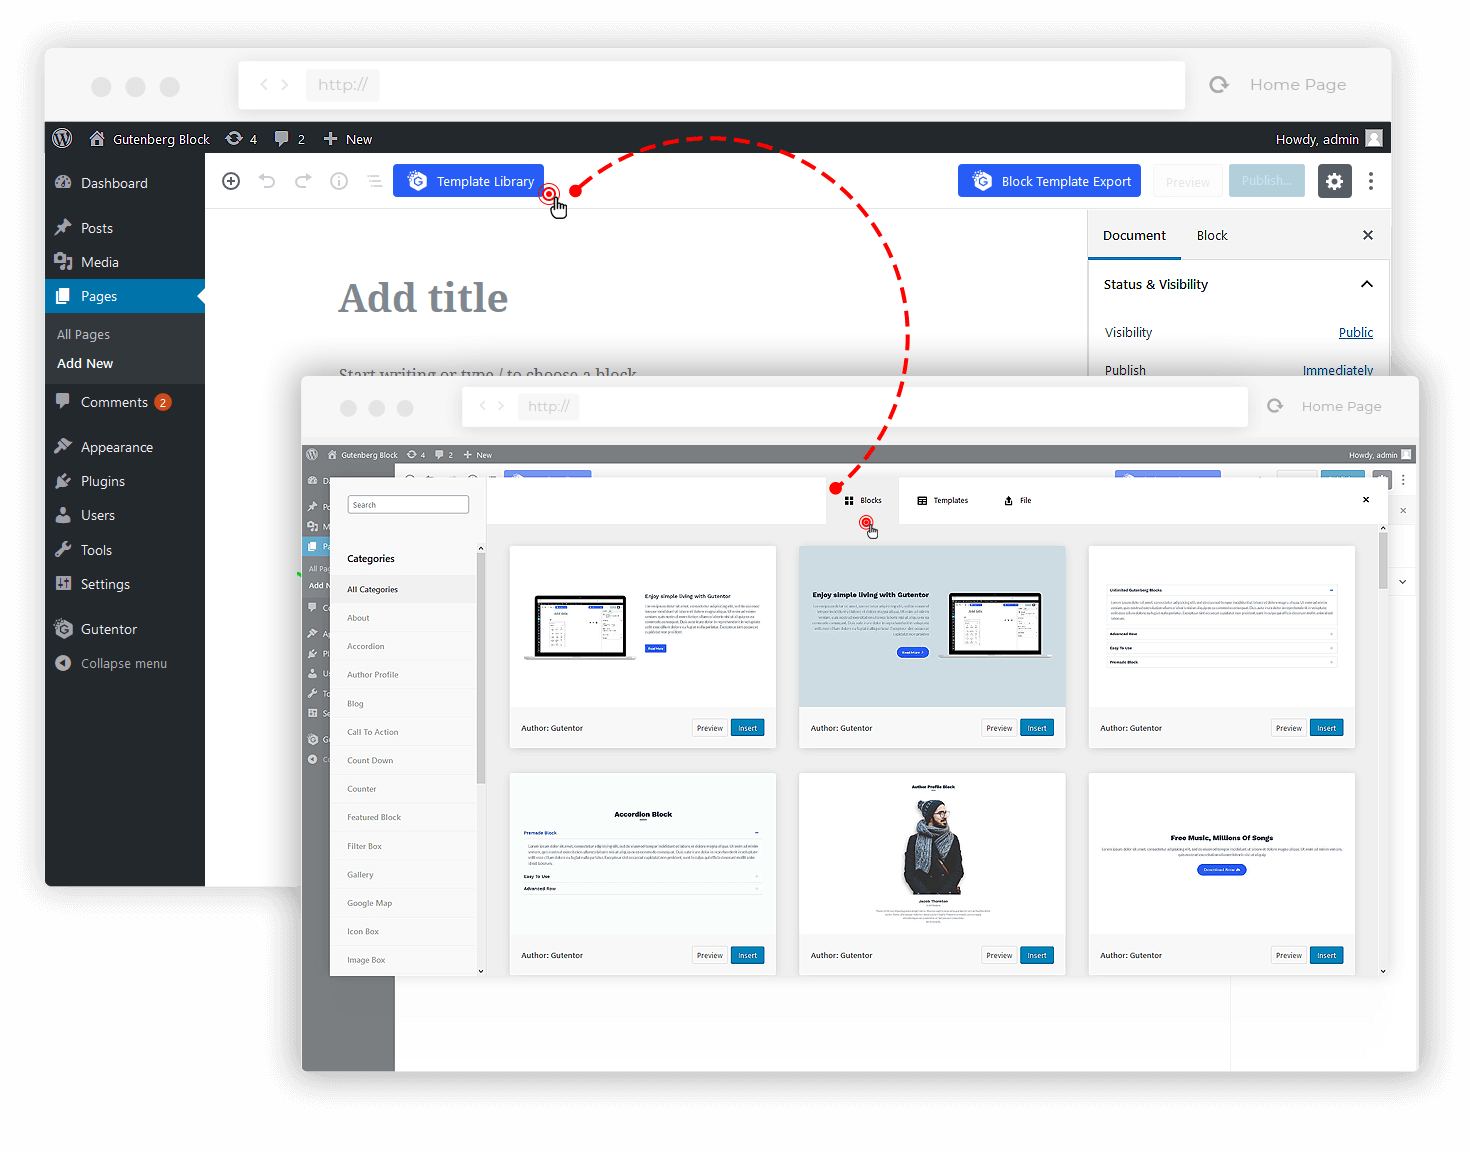 http://
Home Page
Gutenberg Block
4
2
New
Howdy, admin
Dashboard
Posts
Media
Pages
All Pages
Add New
Comments 2
Appearance
Plugins
Users
Tools
Settings
Gutentor
Collapse menu
Template Library
Block Template Export
Preview
Publish...
Add title
Start writing or type / to choose a block
Document
Block
Status & Visibility
Visibility
Public
Publish
Immediately
http://
Home Page
Gutenberg Block
4
2
New
Howdy, admin
Search
Blocks
Templates
File
Categories
All Categories
About
Accordion
Author Profile
Blog
Call To Action
Count Down
Counter
Featured Block
Filter Box
Gallery
Google Map
Icon Box
Image Box
Enjoy simple living with Gutentor
Read More
Author: Gutentor
Preview
Insert
Enjoy simple living with Gutentor
Read More
Author: Gutentor
Preview
Insert
Unlimited Gutenberg Blocks
Advanced Row
Easy To Use
Premade Block
Author: Gutentor
Preview
Insert
Accordion Block
Premade Block
Easy To Use
Advanced Row
Author: Gutentor
Preview
Insert
Author Profile Block
Jacob Thornton
Author: Gutentor
Preview
Insert
Free Music, Millions Of Songs
Download Now
Author: Gutentor
Preview
Insert